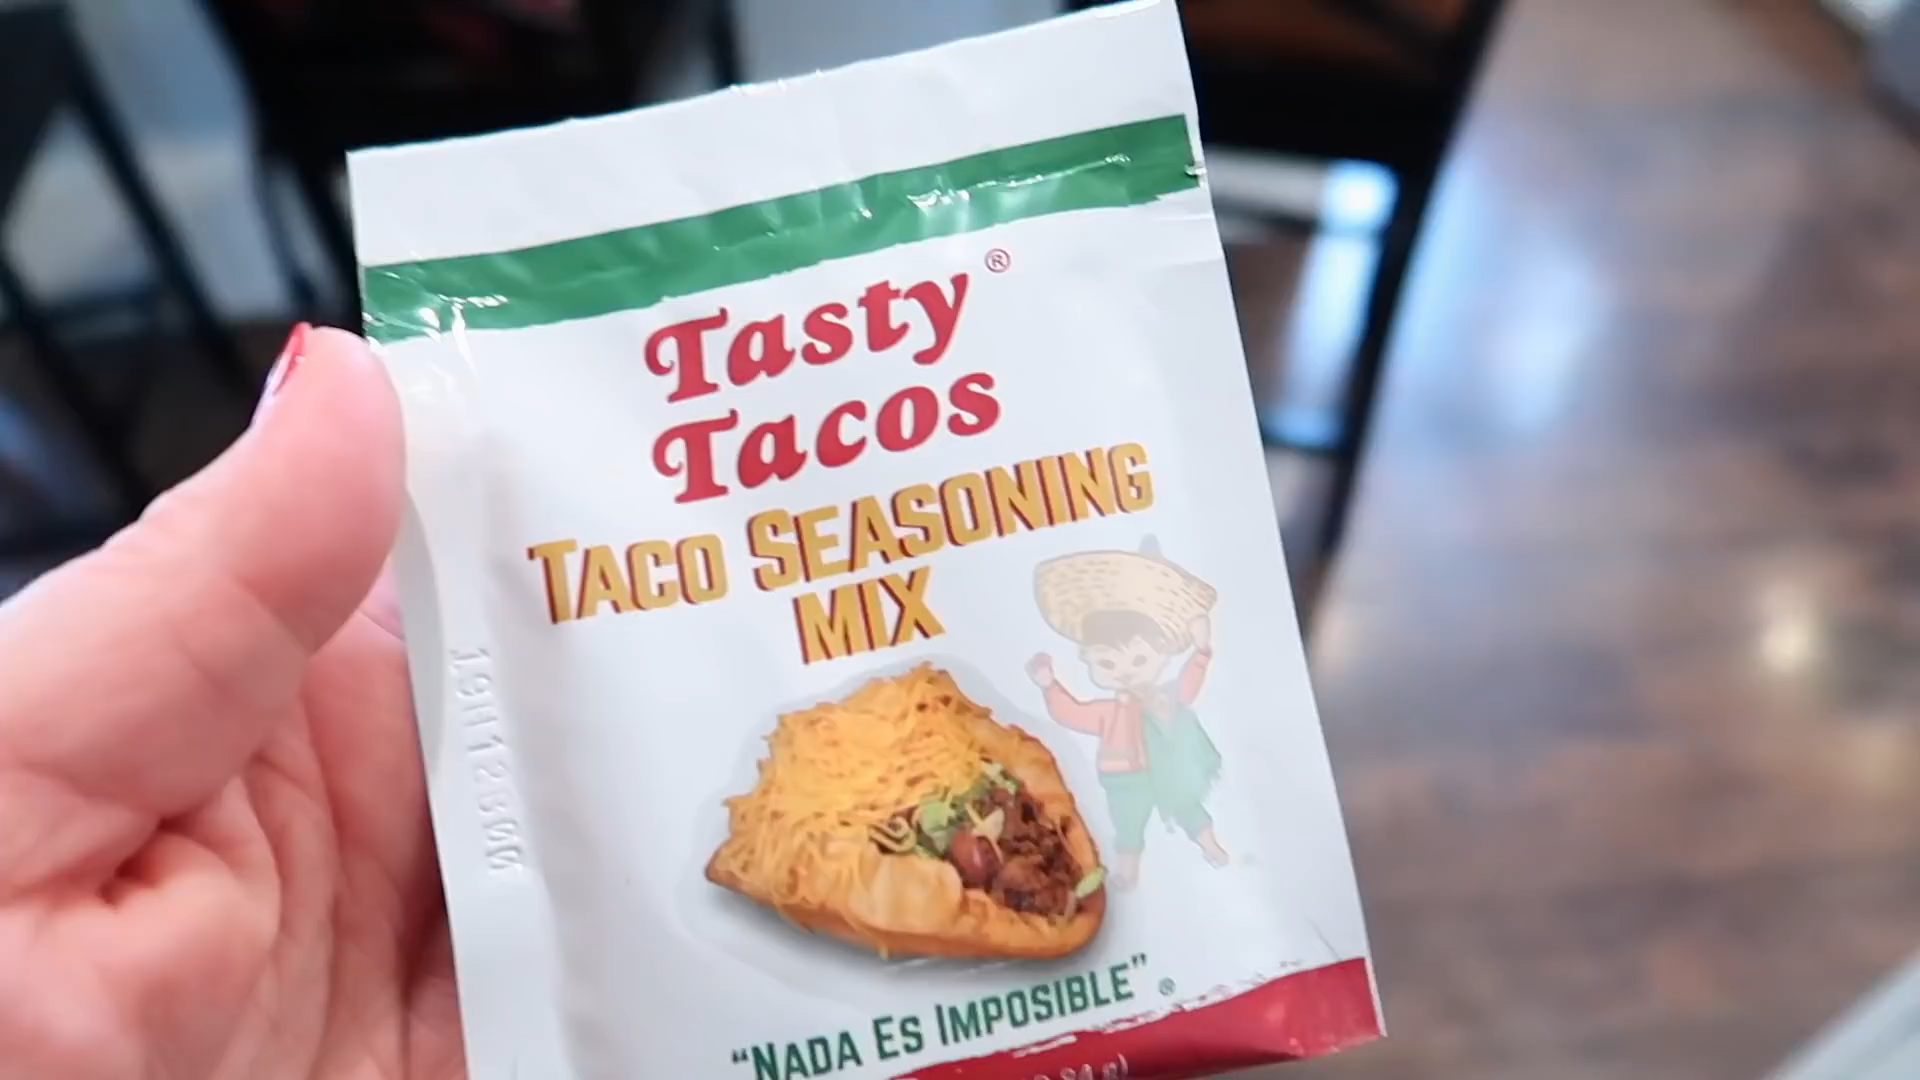 Tasty ®
Tacos
TACO SEASONING
MIX
"NADA ES IMPOSIBLE" ®